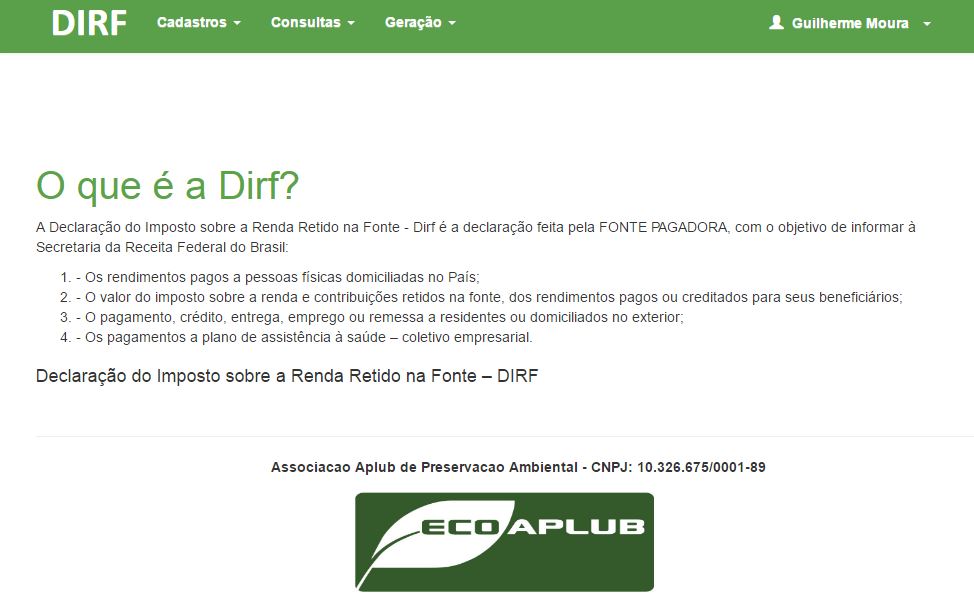 DIRF Cadastros Consultas Geração Guilherme Moura
O que é a Dirf?
A Declaração do Imposto sobre a Renda Retido na Fonte - Dirf é a declaração feita pela FONTE PAGADORA, com o objetivo de informar à
Secretaria da Receita Federal do Brasil:
1. - Os rendimentos pagos a pessoas físicas domiciliadas no País;
2. - O valor do imposto sobre a renda e contribuições retidos na fonte, dos rendimentos pagos ou creditados para seus beneficiários;
3. - O pagamento, crédito, entrega, emprego ou remessa a residentes ou domiciliados no exterior;
4. - Os pagamentos a plano de assistência à saúde – coletivo empresarial.
Declaração do Imposto sobre a Renda Retido na Fonte – DIRF
Associacao Aplub de Preservacao Ambiental - CNPJ: 10.326.675/0001-89
ECOAPLUB